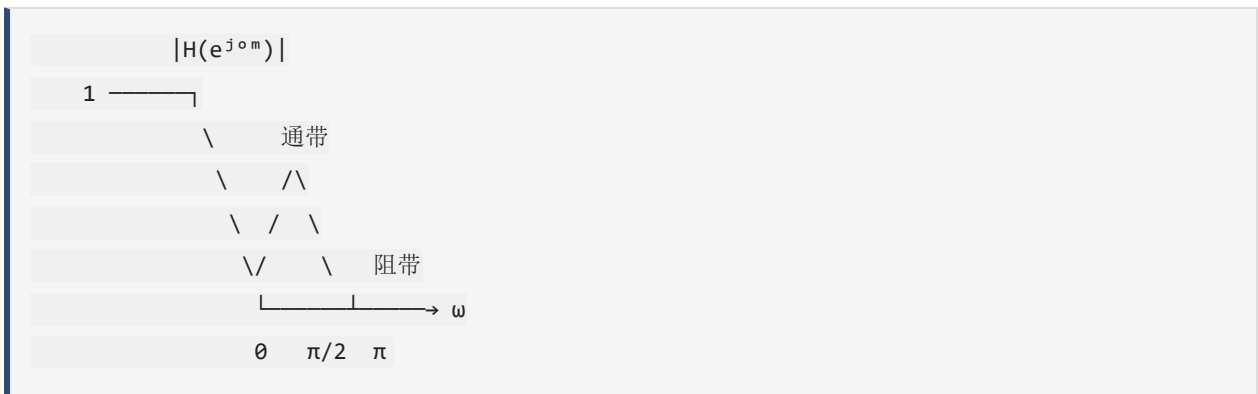 |H(eʲᵒᵐ)|
1 ──────┐
\ 通带
\ /\
\ / \
\/ \ 阻带
└──────┴─────→ ω
0 π/2 π